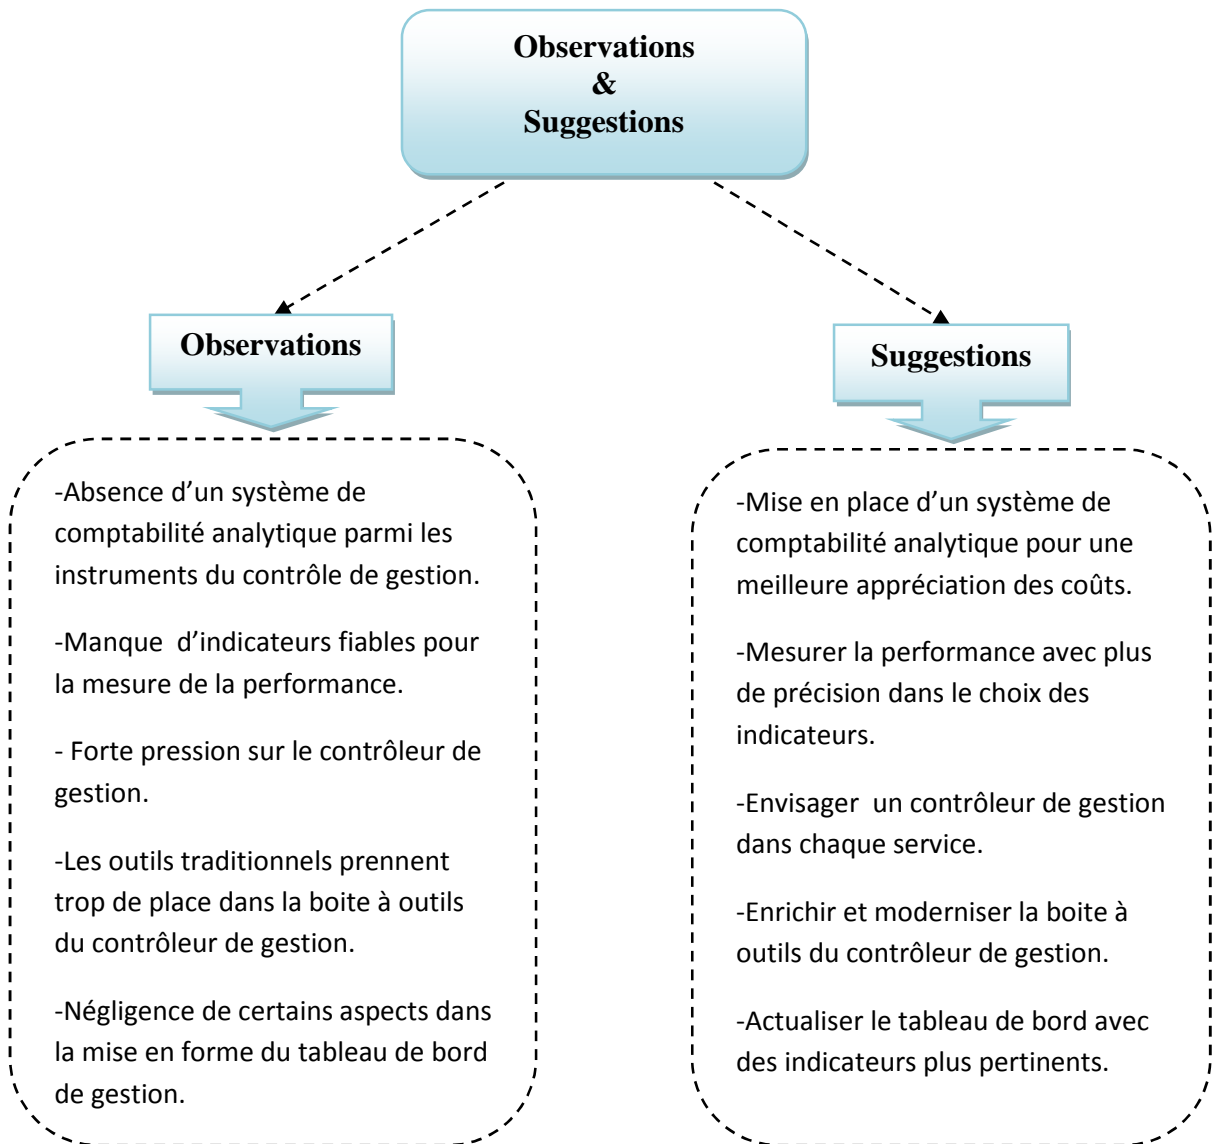 Observations
&
Suggestions
Observations
-Absence d’un système de
comptabilité analytique parmi les
instruments du contrôle de gestion.
-Manque  d’indicateurs fiables pour
la mesure de la performance.
- Forte pression sur le contrôleur de
gestion.
-Les outils traditionnels prennent
trop de place dans la boite à outils
du contrôleur de gestion.
-Négligence de certains aspects dans
la mise en forme du tableau de bord
de gestion.
Suggestions
-Mise en place d’un système de
comptabilité analytique pour une
meilleure appréciation des coûts.
-Mesurer la performance avec plus
de précision dans le choix des
indicateurs.
-Envisager  un contrôleur de gestion
dans chaque service.
-Enrichir et moderniser la boite à
outils du contrôleur de gestion.
-Actualiser le tableau de bord avec
des indicateurs plus pertinents.